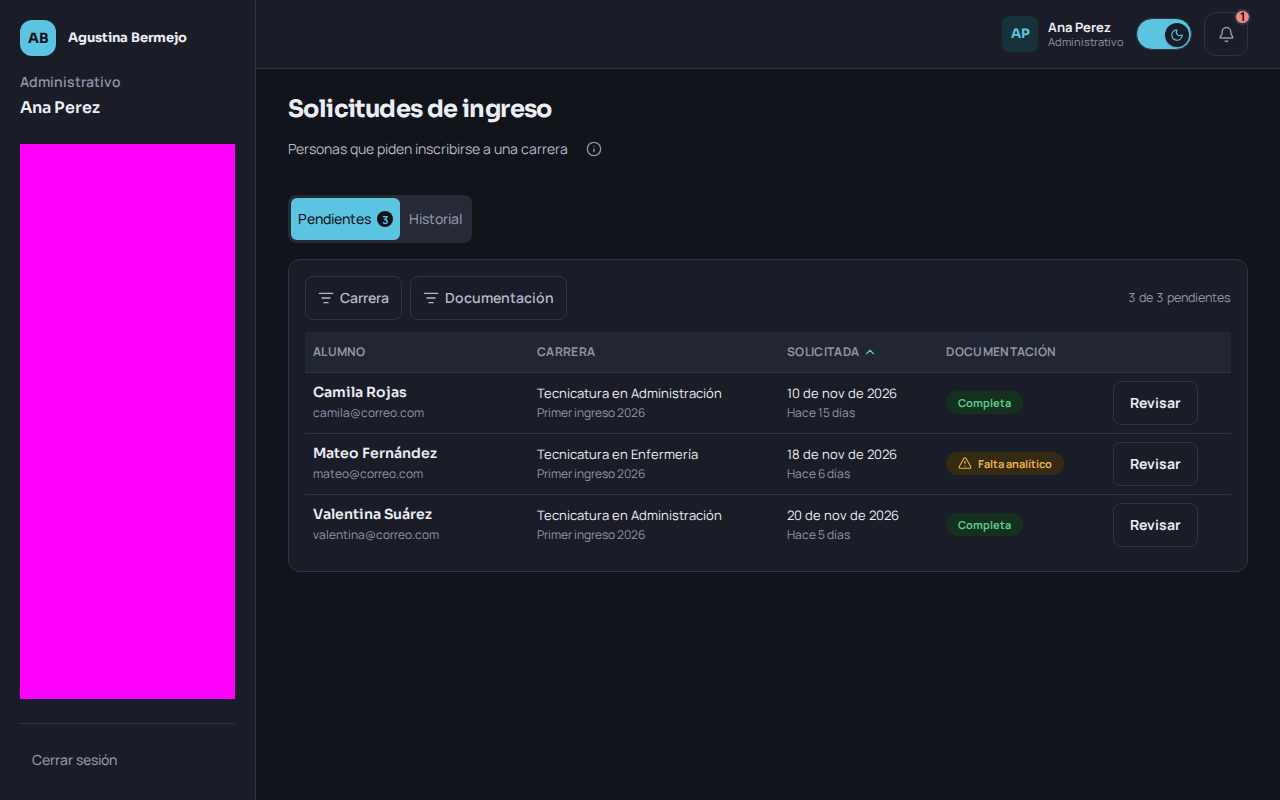 AB Agustina Bermejo
Administrativo
Ana Perez
Cerrar sesión
AP Ana Perez
Administrativo
1
Solicitudes de ingreso
Personas que piden inscribirse a una carrera
Pendientes 3 Historial
Carrera Documentación 3 de 3 pendientes
ALUMNO CARRERA SOLICITADA DOCUMENTACIÓN
Camila Rojas Tecnicatura en Administración 10 de nov de 2026 Completa Revisar
camila@correo.com Primer ingreso 2026 Hace 15 días
Mateo Fernández Tecnicatura en Enfermería 18 de nov de 2026 Falta analítico Revisar
mateo@correo.com Primer ingreso 2026 Hace 6 días
Valentina Suárez Tecnicatura en Administración 20 de nov de 2026 Completa Revisar
valentina@correo.com Primer ingreso 2026 Hace 5 días